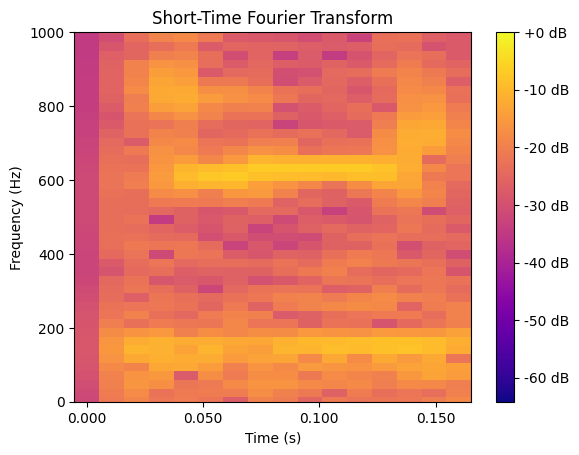 Short-Time Fourier Transform
1000
800
600
400
200
0
Frequency (Hz)
0.000
0.050
0.100
0.150
Time (s)
+0 dB
-10 dB
-20 dB
-30 dB
-40 dB
-50 dB
-60 dB